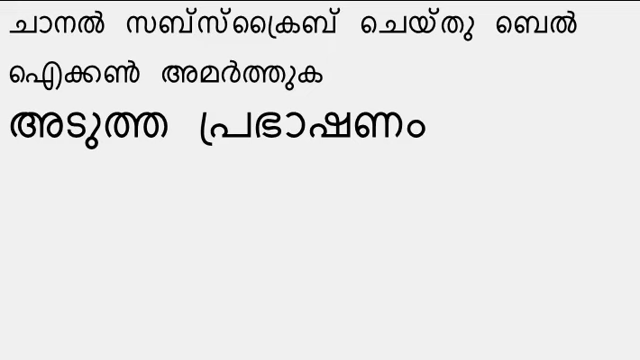 ചാനൽ സബ്സ്ക്രൈബ് ചെയ്തു ബെൽ
ഐക്കൺ അമർത്തുക
അടുത്ത പ്രഭാഷണം